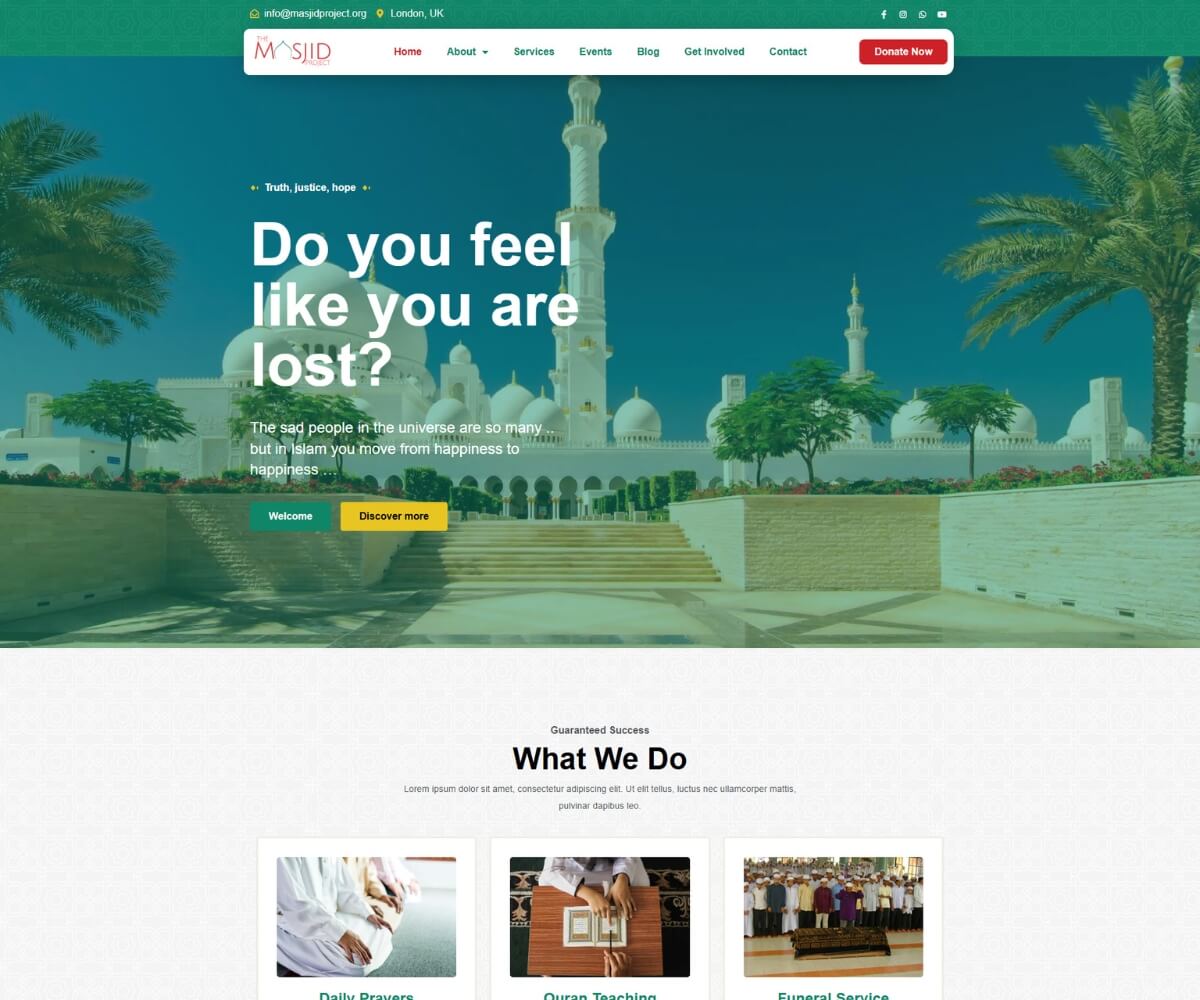 info@masjidproject.org London, UK
THE
MASJID
PROJECT
Home About Services Events Blog Get Involved Contact Donate Now
Truth, justice, hope
Do you feel
like you are
lost?
The sad people in the universe are so many ..
but in Islam you move from happiness to
happiness ...
Welcome Discover more
Guaranteed Success
What We Do
Lorem ipsum dolor sit amet, consectetur adipiscing elit. Ut elit tellus, luctus nec ullamcorper mattis,
pulvinar dapibus leo.
Daily Prayers Quran Teaching Funeral Service